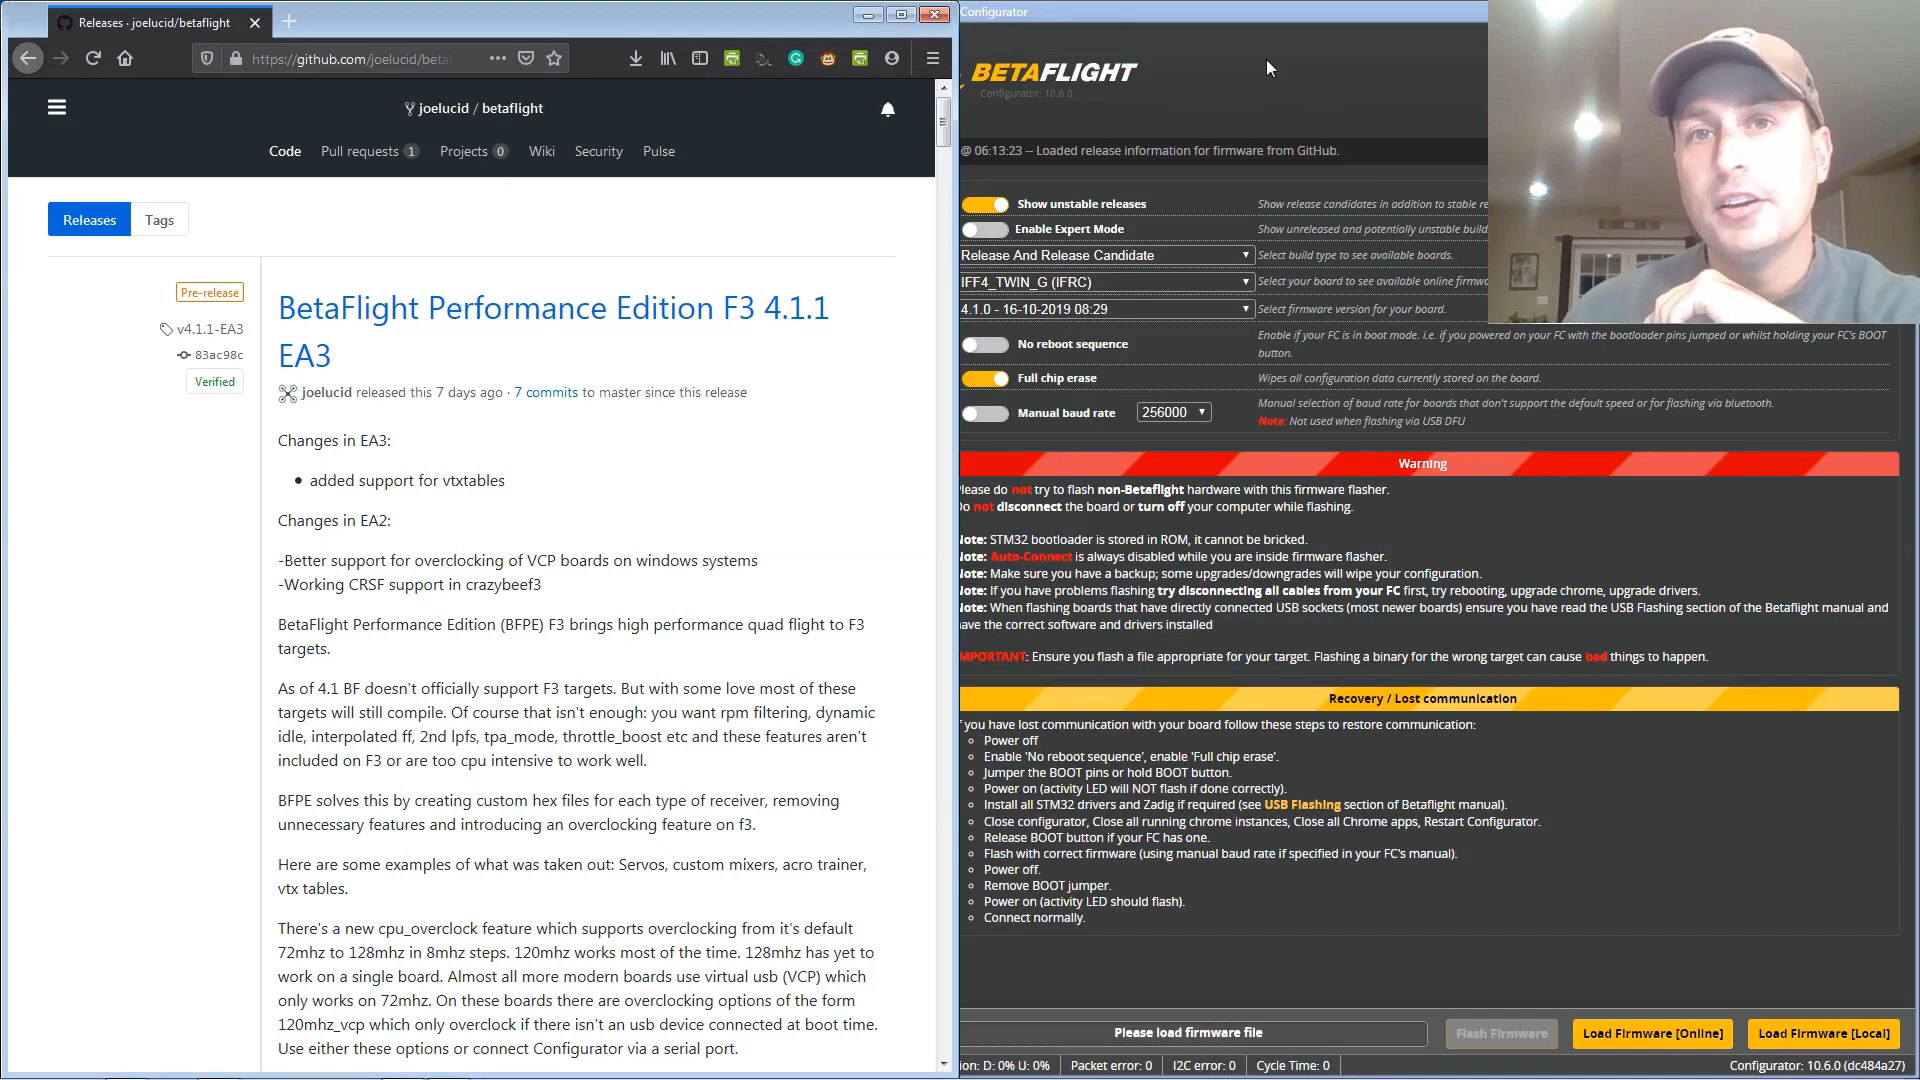 Releases · joelucid/betaflight
https://github.com/joelucid/beta
joelucid / betaflight
Code Pull requests 1 Projects 0 Wiki Security Pulse
Releases Tags
Pre-release
v4.1.1-EA3
83ac98c
Verified
BetaFlight Performance Edition F3 4.1.1
EA3
joelucid released this 7 days ago · 7 commits to master since this release
Changes in EA3:
• added support for vtxtables
Changes in EA2:
-Better support for overclocking of VCP boards on windows systems
-Working CRSF support in crazybeef3
BetaFlight Performance Edition (BFPE) F3 brings high performance quad flight to F3
targets.
As of 4.1 BF doesn't officially support F3 targets. But with some love most of these
targets will still compile. Of course that isn't enough: you want rpm filtering, dynamic
idle, interpolated ff, 2nd lpfs, tpa_mode, throttle_boost etc and these features aren't
included on F3 or are too cpu intensive to work well.
BFPE solves this by creating custom hex files for each type of receiver, removing
unnecessary features and introducing an overclocking feature on f3.
Here are some examples of what was taken out: Servos, custom mixers, acro trainer,
vtx tables.
There's a new cpu_overclock feature which supports overclocking from it's default
72mhz to 128mhz in 8mhz steps. 120mhz works most of the time. 128mhz has yet to
work on a single board. Almost all more modern boards use virtual usb (VCP) which
only works on 72mhz. On these boards there are overclocking options of the form
120mhz_vcp which only overclock if there isn't an usb device connected at boot time.
Use either these options or connect Configurator via a serial port.
Configurator
BETAFLIGHT
Configurator: 10.6.0
@ 06:13:23 -- Loaded release information for firmware from GitHub.
Show unstable releases Show release candidates in addition to stable re
Enable Expert Mode Show unreleased and potentially unstable build
Release And Release Candidate Select build type to see available boards.
IFF4_TWIN_G (IFRC) Select your board to see available online firmwa
4.1.0 - 16-10-2019 08:29 Select firmware version for your board.
No reboot sequence Enable if your FC is in boot mode. i.e. if you powered on your FC with the bootloader pins jumped or whilst holding your FC's BOOT
button.
Full chip erase Wipes all configuration data currently stored on the board.
Manual baud rate 256000 Manual selection of baud rate for boards that don't support the default speed or for flashing via bluetooth.
Note: Not used when flashing via USB DFU
Warning
lease do not try to flash non-Betaflight hardware with this firmware flasher.
o not disconnect the board or turn off your computer while flashing.
ote: STM32 bootloader is stored in ROM, it cannot be bricked.
ote: Auto-Connect is always disabled while you are inside firmware flasher.
ote: Make sure you have a backup; some upgrades/downgrades will wipe your configuration.
ote: If you have problems flashing try disconnecting all cables from your FC first, try rebooting, upgrade chrome, upgrade drivers.
ote: When flashing boards that have directly connected USB sockets (most newer boards) ensure you have read the USB Flashing section of the Betaflight manual and
ave the correct software and drivers installed
MPORTANT: Ensure you flash a file appropriate for your target. Flashing a binary for the wrong target can cause bad things to happen.
Recovery / Lost communication
f you have lost communication with your board follow these steps to restore communication:
Power off
Enable 'No reboot sequence', enable 'Full chip erase'.
Jumper the BOOT pins or hold BOOT button.
Power on (activity LED will NOT flash if done correctly).
Install all STM32 drivers and Zadig if required (see USB Flashing section of Betaflight manual).
Close configurator, Close all running chrome instances, Close all Chrome apps, Restart Configurator.
Release BOOT button if your FC has one.
Flash with correct firmware (using manual baud rate if specified in your FC's manual).
Power off.
Remove BOOT jumper.
Power on (activity LED should flash).
Connect normally.
Please load firmware file Flash Firmware Load Firmware [Online] Load Firmware [Local]
ion: D: 0% U: 0% Packet error: 0 I2C error: 0 Cycle Time: 0 Configurator: 10.6.0 (dc484a27)